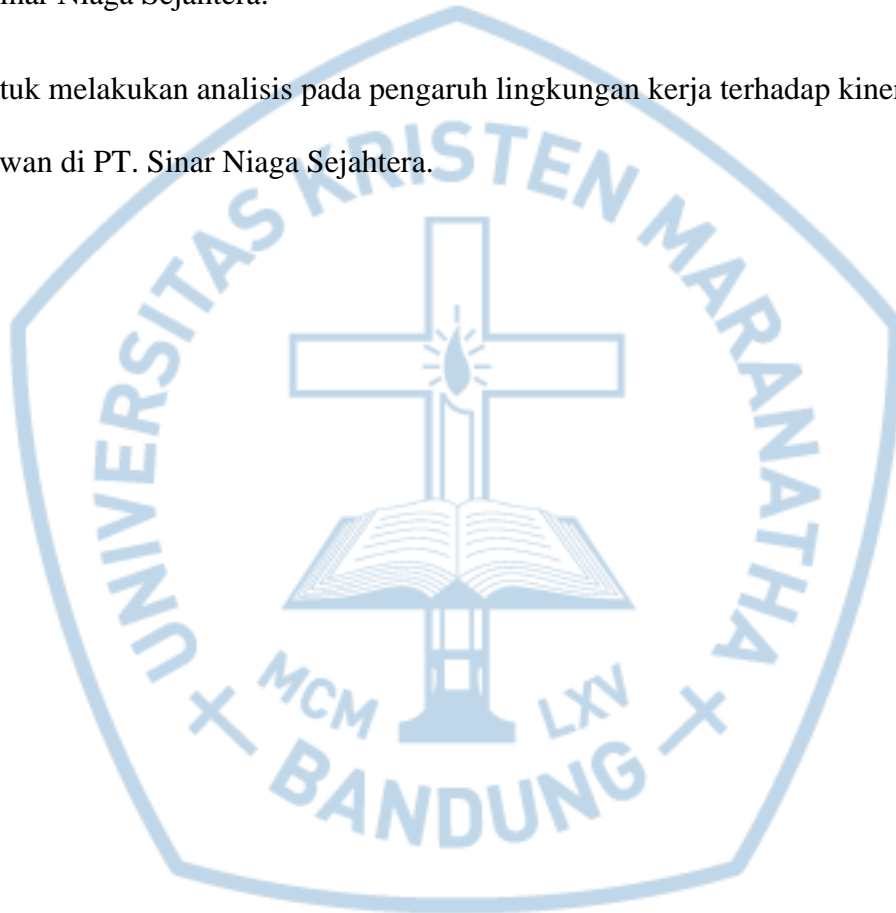 inar Niaga Sejahtera.
tuk melakukan analisis pada pengaruh lingkungan kerja terhadap kiner
wan di PT. Sinar Niaga Sejahtera.
UNIVERSITAS KRISTEN MARANATHA
MCM LXV
BANDUNG